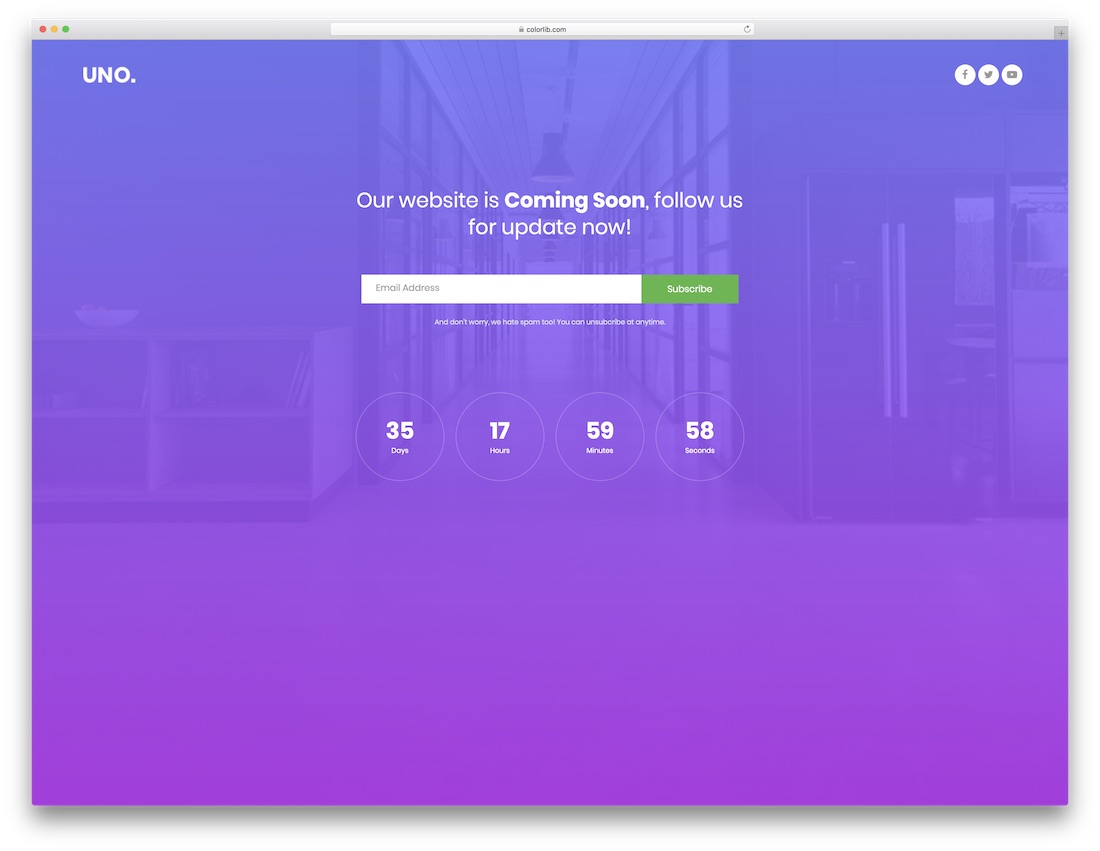 colorlib.com
UNO.
Our website is Coming Soon, follow us
for update now!
Email Address
Subscribe
And don't worry, we hate spam too! You can unsubcribe at anytime.
35
17
59
58
Days
Hours
Minutes
Seconds